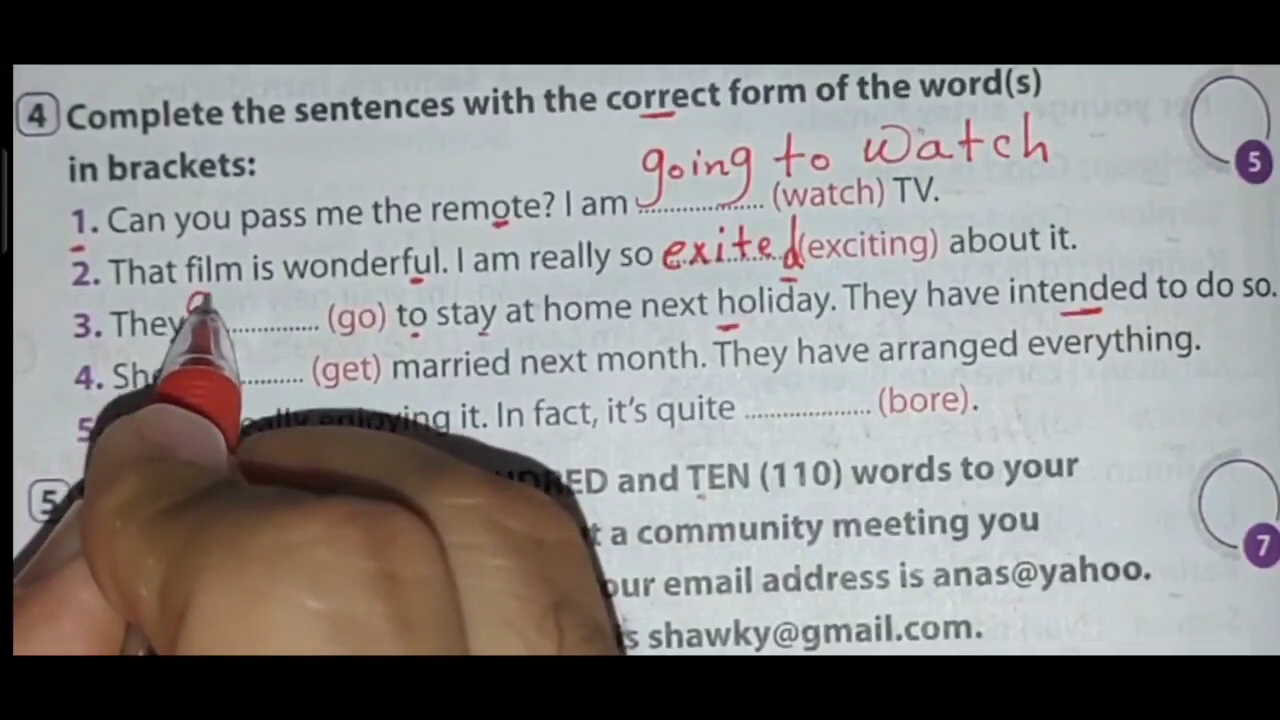 4 Complete the sentences with the correct form of the word(s)
in brackets:
going to watch
1. Can you pass me the remote? I am .................. (watch) TV.
2. That film is wonderful. I am really so exited (exciting) about it.
3. They .............. (go) to stay at home next holiday. They have intended to do so.
4. .......... (get) married next month. They have arranged everything.
enjoying it. In fact, it's quite .................. (bore).
5
5 and TEN (110) words to your
a community meeting you
our email address is anas@yahoo.
is shawky@gmail.com.
7